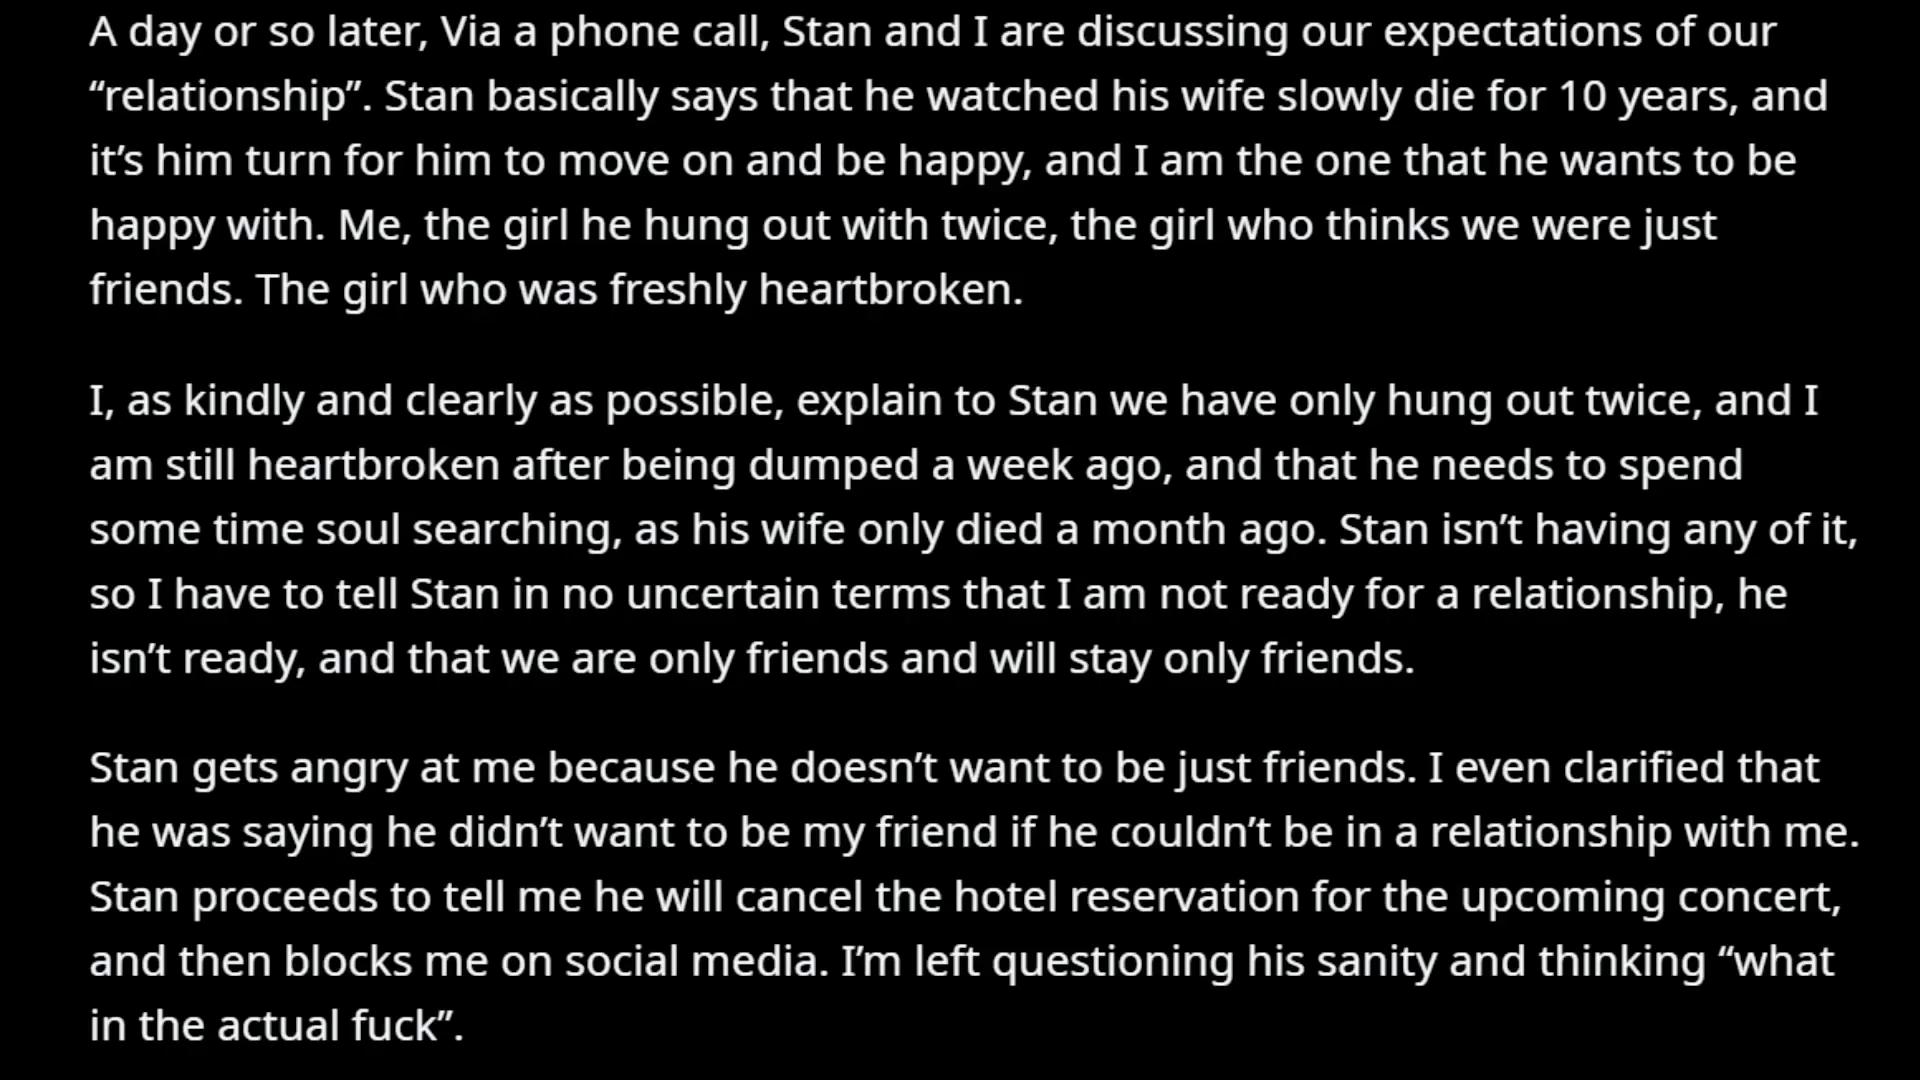 A day or so later, Via a phone call, Stan and I are discussing our expectations of our
“relationship”. Stan basically says that he watched his wife slowly die for 10 years, and
it’s him turn for him to move on and be happy, and I am the one that he wants to be
happy with. Me, the girl he hung out with twice, the girl who thinks we were just
friends. The girl who was freshly heartbroken.
I, as kindly and clearly as possible, explain to Stan we have only hung out twice, and I
am still heartbroken after being dumped a week ago, and that he needs to spend
some time soul searching, as his wife only died a month ago. Stan isn’t having any of it,
so I have to tell Stan in no uncertain terms that I am not ready for a relationship, he
isn’t ready, and that we are only friends and will stay only friends.
Stan gets angry at me because he doesn’t want to be just friends. I even clarified that
he was saying he didn’t want to be my friend if he couldn’t be in a relationship with me.
Stan proceeds to tell me he will cancel the hotel reservation for the upcoming concert,
and then blocks me on social media. I’m left questioning his sanity and thinking “what
in the actual fuck”.